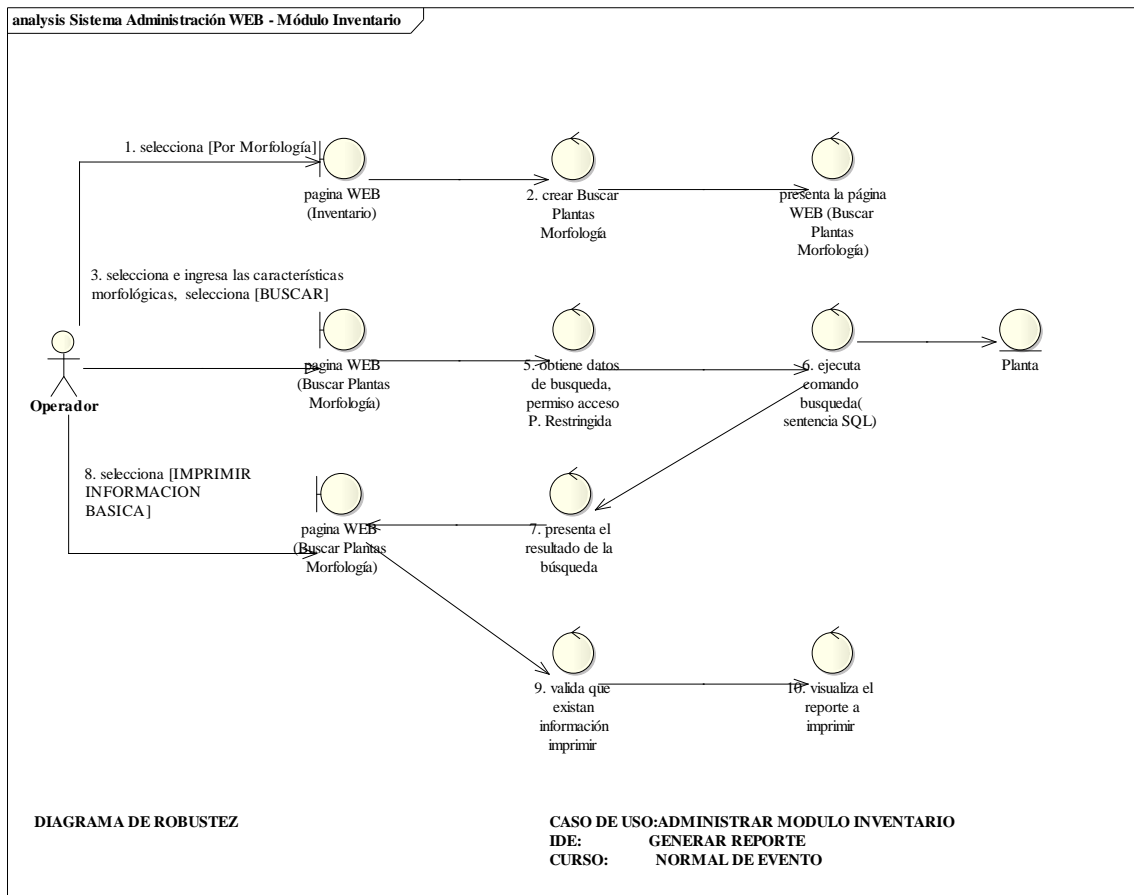 analysis Sistema Administración WEB - Módulo Inventario
1. selecciona [Por Morfología]
pagina WEB
(Inventario)
2. crear Buscar
Plantas
Morfología
presenta la página
WEB (Buscar
Plantas
Morfología)
3. selecciona e ingresa las características
morfológicas,  selecciona [BUSCAR]
Operador
pagina WEB
(Buscar Plantas
Morfología)
5. obtiene datos
de busqueda,
permiso acceso
P. Restringida
6. ejecuta
comando
busqueda(
sentencia SQL)
Planta
8. selecciona [IMPRIMIR
INFORMACION
BASICA]
pagina WEB
(Buscar Plantas
Morfología)
7. presenta el
resultado de la
búsqueda
9. valida que
existan
información
imprimir
10. visualiza el
reporte a
imprimir
DIAGRAMA DE ROBUSTEZ
CASO DE USO:ADMINISTRAR MODULO INVENTARIO
IDE: GENERAR REPORTE
CURSO: NORMAL DE EVENTO